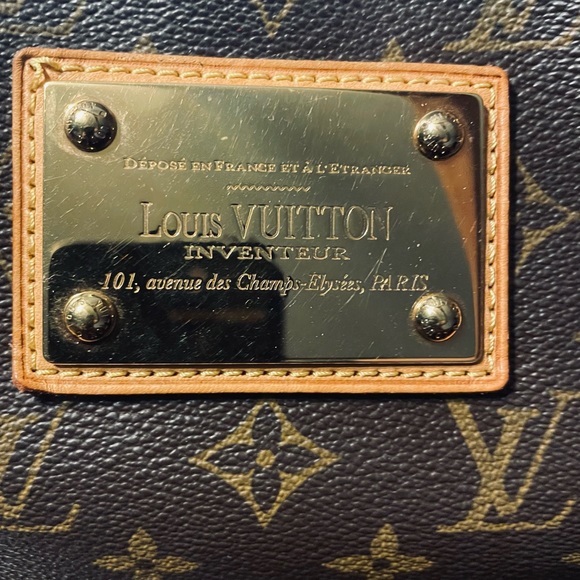 DÉPOSÉ EN FRANCE ET À L'ETRANGER
LOUIS VUITTON
INVENTEUR
101, avenue des Champs-Elysées, PARIS